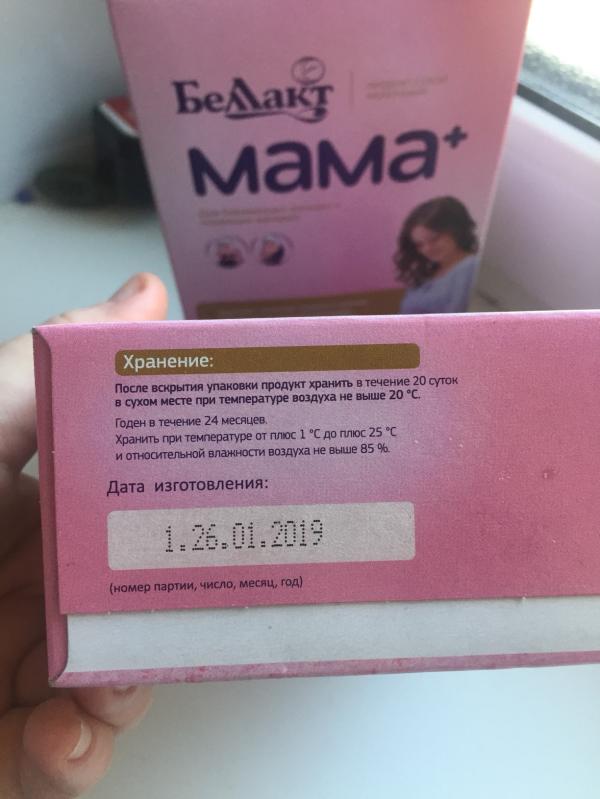 Беллакт
мама+
Хранение:
После вскрытия упаковки продукт хранить в течение 20 суток
в сухом месте при температуре воздуха не выше 20 °С.
Годен в течение 24 месяцев.
Хранить при температуре от плюс 1 °С до плюс 25 °С
и относительной влажности воздуха не выше 85 %.
Дата изготовления:
1.26.01.2019
(номер партии, число, месяц, год)